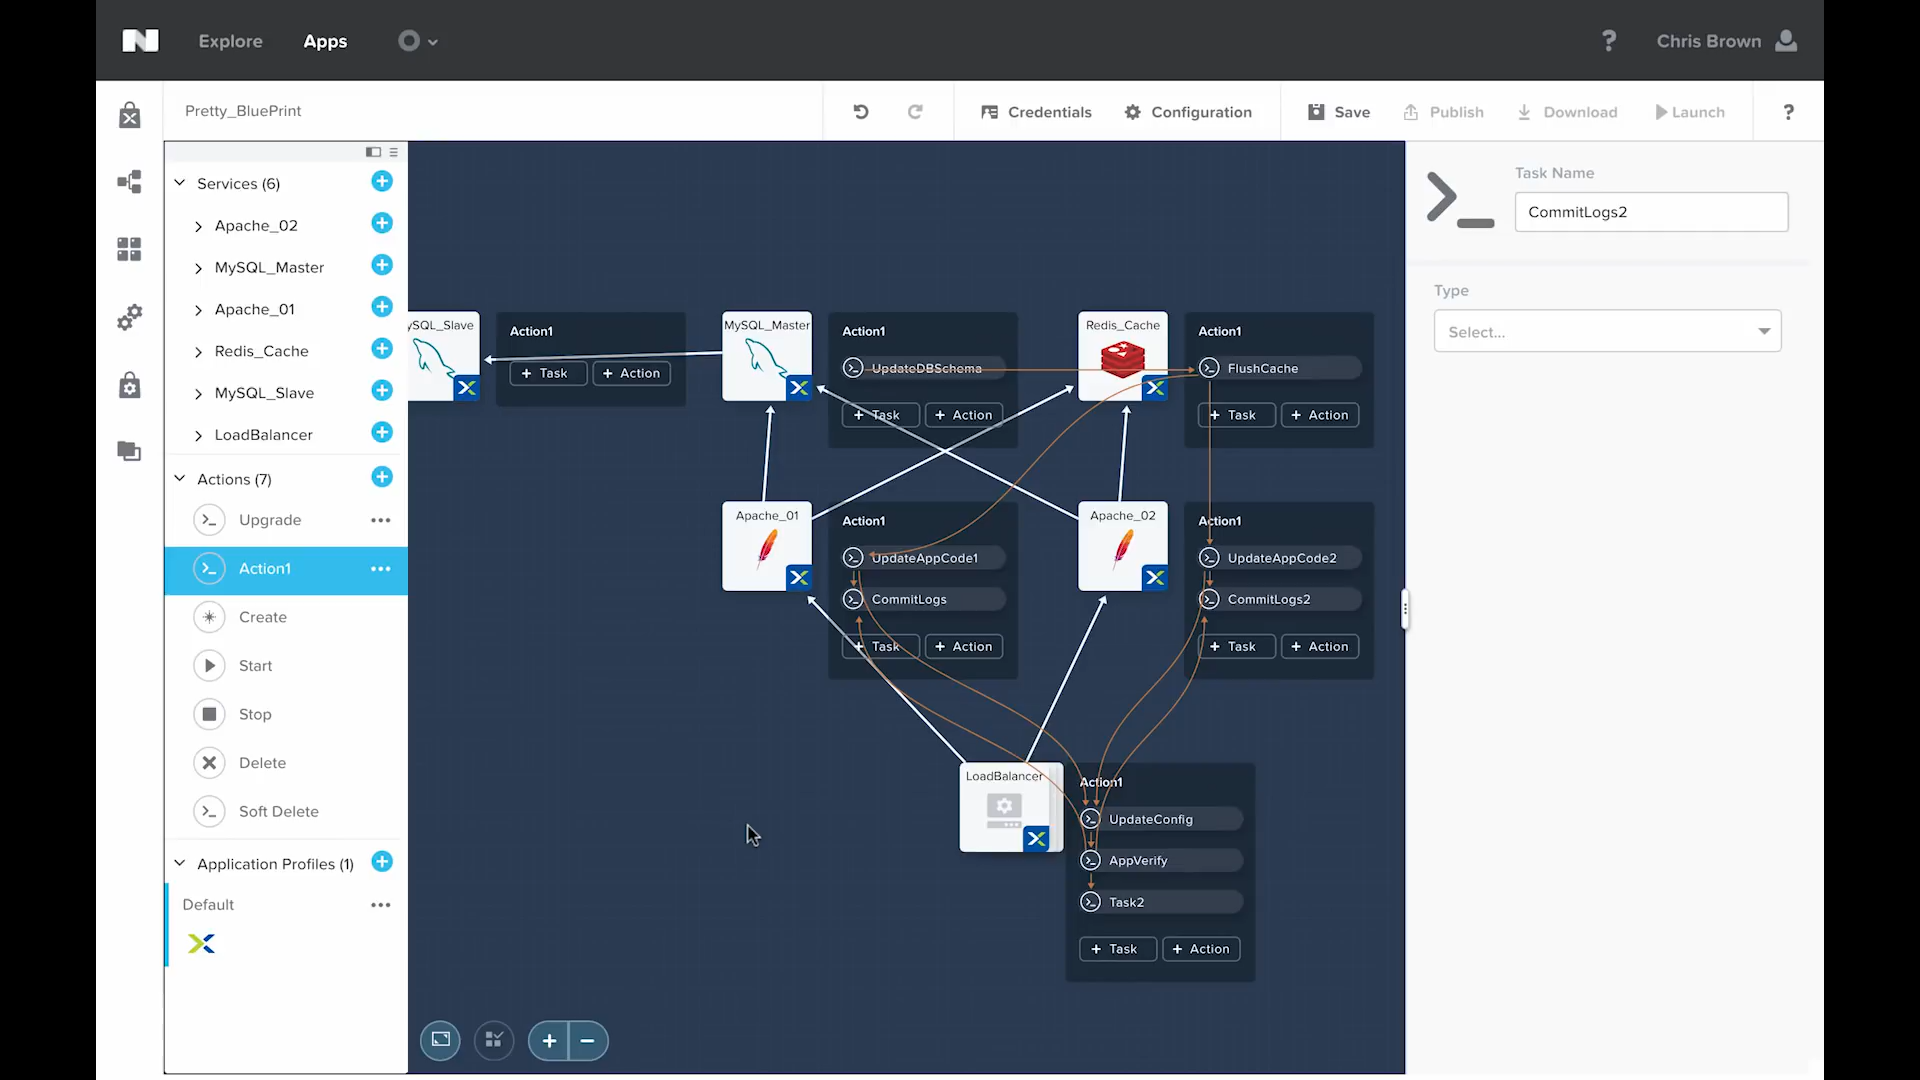 Explore
Apps
?
Chris Brown
Pretty_BluePrint
Credentials
Configuration
Save
Publish
Download
Launch
?
Services (6)
Apache_02
MySQL_Master
Apache_01
Redis_Cache
MySQL_Slave
LoadBalancer
Actions (7)
Upgrade
Action1
Create
Start
Stop
Delete
Soft Delete
Application Profiles (1)
Default
ySQL_Slave
Action1
+ Task
+ Action
MySQL_Master
Action1
UpdateDBSchema
+ Task
+ Action
Redis_Cache
Action1
FlushCache
+ Task
+ Action
Apache_01
Action1
UpdateAppCode1
CommitLogs
+ Task
+ Action
Apache_02
Action1
UpdateAppCode2
CommitLogs2
+ Task
+ Action
LoadBalancer
Action1
UpdateConfig
AppVerify
Task2
+ Task
+ Action
Task Name
CommitLogs2
Type
Select...